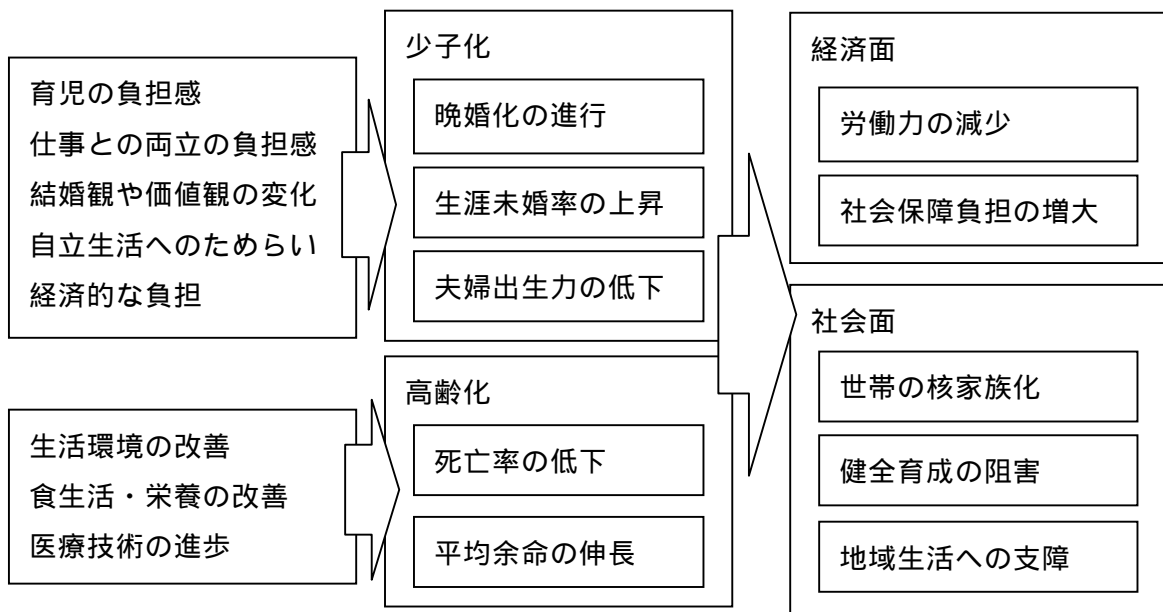 育児の負担感
仕事との両立の負担感
結婚観や価値観の変化
自立生活へのためらい
経済的な負担
生活環境の改善
食生活・栄養の改善
医療技術の進歩
少子化
晩婚化の進行
生涯未婚率の上昇
夫婦出生力の低下
高齢化
死亡率の低下
平均余命の伸長
経済面
労働力の減少
社会保障負担の増大
社会面
世帯の核家族化
健全育成の阻害
地域生活への支障